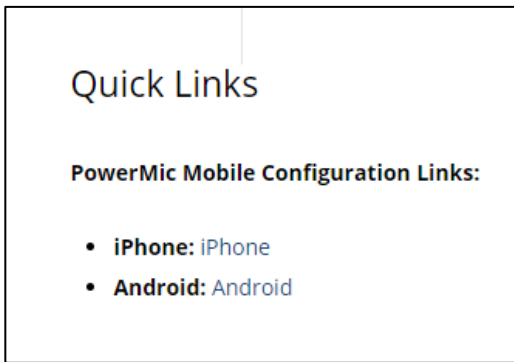 Quick Links
PowerMic Mobile Configuration Links:
• iPhone: iPhone
• Android: Android